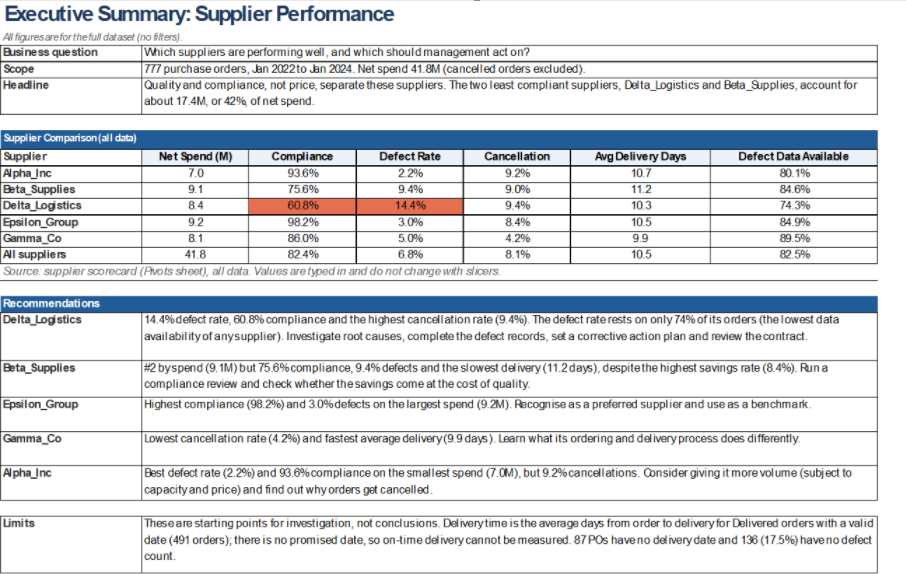 Executive Summary: Supplier Performance
All figures are for the full dataset (no filters).
Business question Which suppliers are performing well, and which should management act on?
Scope 777 purchase orders, Jan 2022 to Jan 2024. Net spend 41.8M (cancelled orders excluded).
Headline Quality and compliance, not price, separate these suppliers. The two least compliant suppliers, Delta_Logistics and Beta_Supplies, account for
about 17.4M, or 42%, of net spend.
Supplier Comparison (all data)
Supplier Net Spend (M) Compliance Defect Rate Cancellation Avg Delivery Days Defect Data Available
Alpha_Inc 7.0 93.6% 2.2% 9.2% 10.7 80.1%
Beta_Supplies 9.1 75.6% 9.4% 9.0% 11.2 84.6%
Delta_Logistics 8.4 60.8% 14.4% 9.4% 10.3 74.3%
Epsilon_Group 9.2 98.2% 3.0% 8.4% 10.5 84.9%
Gamma_Co 8.1 86.0% 5.0% 4.2% 9.9 89.5%
All suppliers 41.8 82.4% 6.8% 8.1% 10.5 82.5%
Source: supplier scorecard (Pivots sheet), all data. Values are typed in and do not change with slicers.
Recommendations
Delta_Logistics 14.4% defect rate, 60.8% compliance and the highest cancellation rate (9.4%). The defect rate rests on only 74% of its orders (the lowest data
availability of any supplier). Investigate root causes, complete the defect records, set a corrective action plan and review the contract.
Beta_Supplies #2 by spend (9.1M) but 75.6% compliance, 9.4% defects and the slowest delivery (11.2 days), despite the highest savings rate (8.4%). Run a
compliance review and check whether the savings come at the cost of quality.
Epsilon_Group Highest compliance (98.2%) and 3.0% defects on the largest spend (9.2M). Recognise as a preferred supplier and use as a benchmark.
Gamma_Co Lowest cancellation rate (4.2%) and fastest average delivery (9.9 days). Learn what its ordering and delivery process does differently.
Alpha_Inc Best defect rate (2.2%) and 93.6% compliance on the smallest spend (7.0M), but 9.2% cancellations. Consider giving it more volume (subject to
capacity and price) and find out why orders get cancelled.
Limits These are starting points for investigation, not conclusions. Delivery time is the average days from order to delivery for Delivered orders with a valid
date (491 orders); there is no promised date, so on-time delivery cannot be measured. 87 POs have no delivery date and 136 (17.5%) have no defect
count.